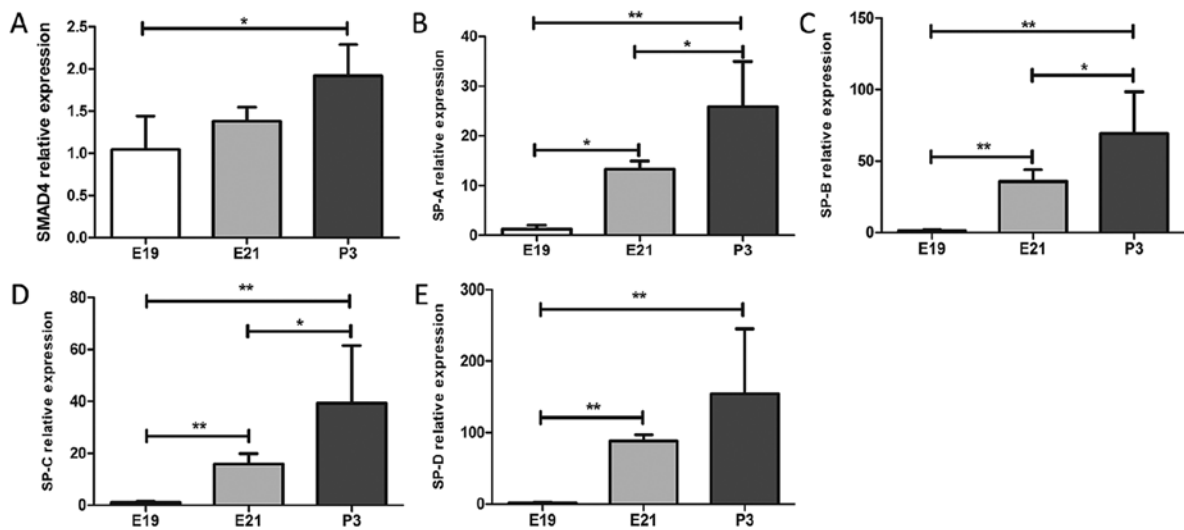 A
SMAD4 relative expression
2.5
2.0
1.5
1.0
0.5
0.0
*
E19 E21 P3
B
SP-A relative expression
40
30
20
10
0
**
*
*
E19 E21 P3
C
SP-B relative expression
150
100
50
0
**
*
**
E19 E21 P3
D
SP-C relative expression
80
60
40
20
0
**
*
**
E19 E21 P3
E
SP-D relative expression
300
200
150
100
50
0
**
**
E19 E21 P3